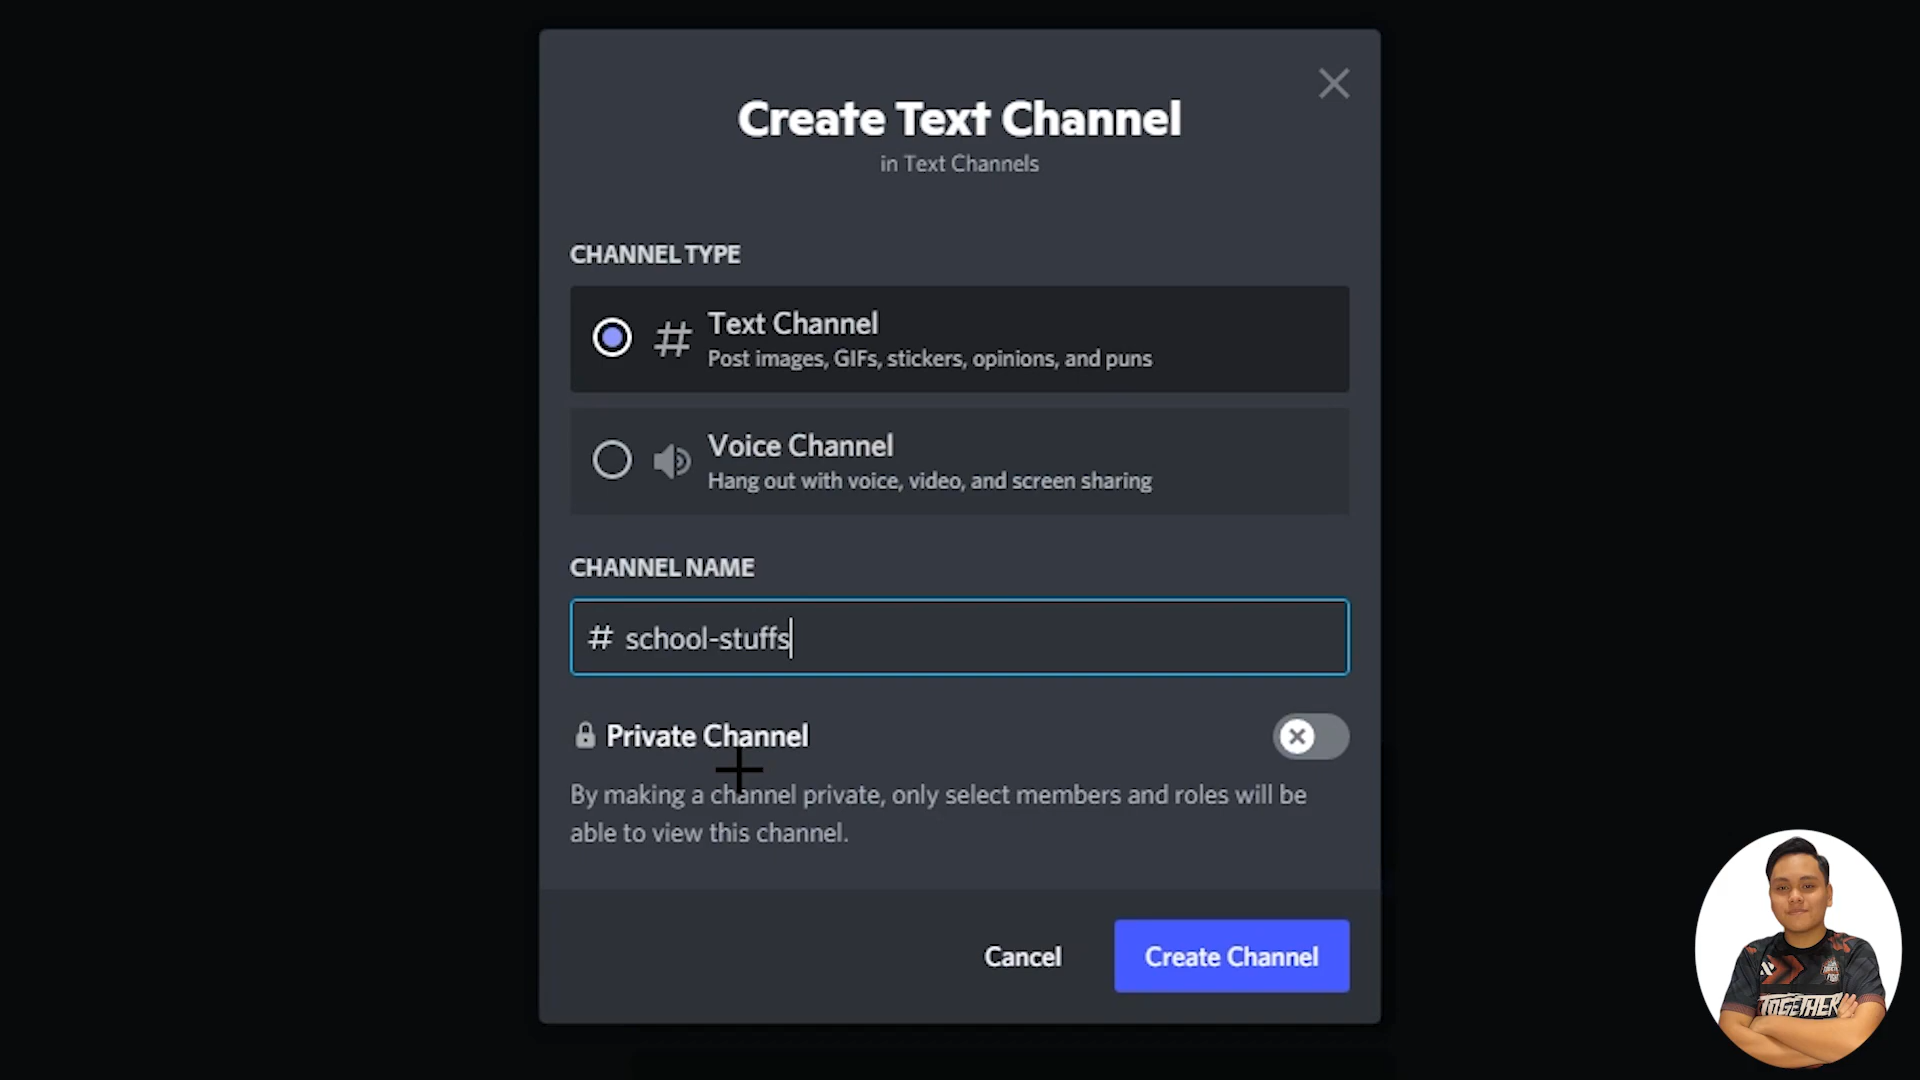 Create Text Channel
in Text Channels
CHANNEL TYPE
# Text Channel
Post images, GIFs, stickers, opinions, and puns
Voice Channel
Hang out with voice, video, and screen sharing
CHANNEL NAME
# school-stuffs
Private Channel
By making a channel private, only select members and roles will be
able to view this channel.
Cancel
Create Channel
TOGETHER